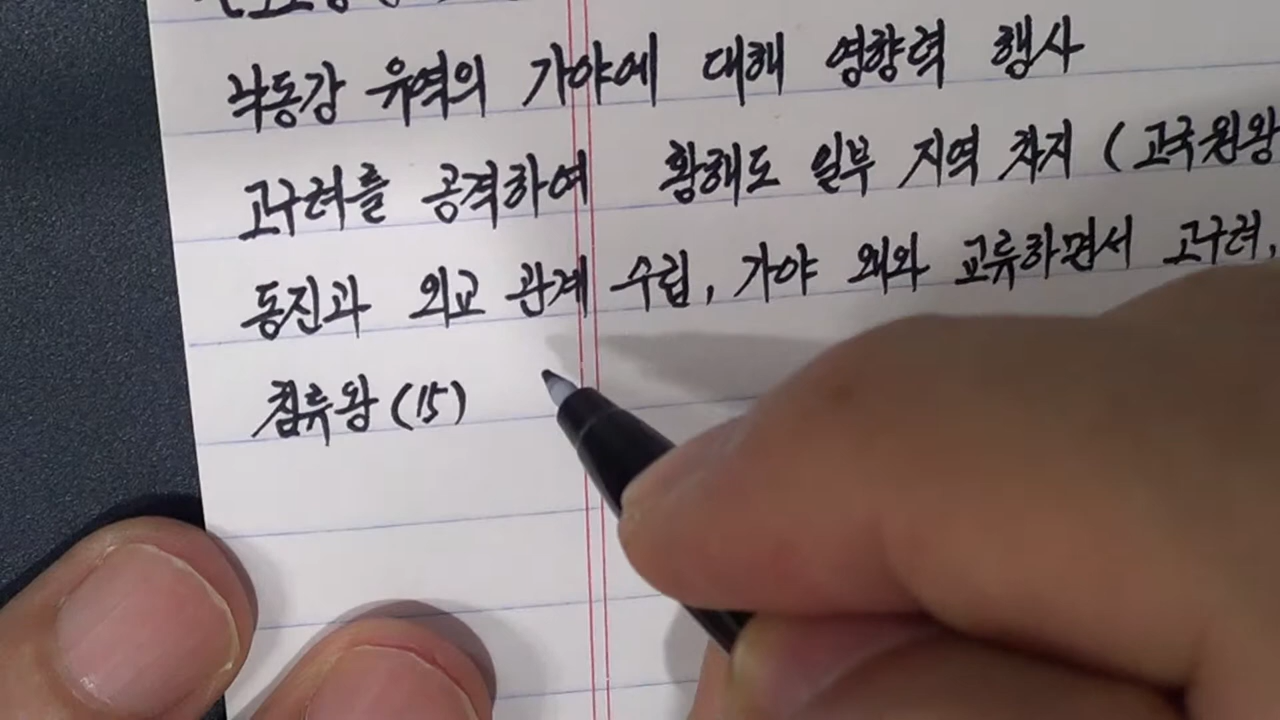 낙동강 유역의 가야에 대해 영향력 행사
고구려를 공격하여 황해도 일부 지역 차지 (고국원왕
동진과 외교 관계 수립, 가야 왜와 교류하면서 고구려,
침류왕(15)